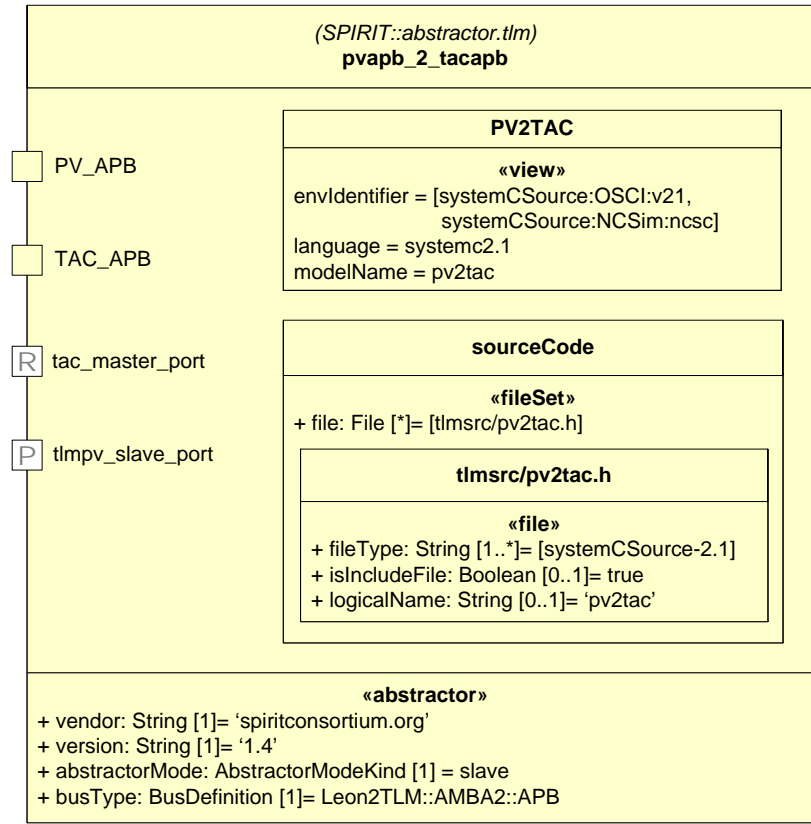 (SPIRIT::abstractor.tlm)
pvapb_2_tacapb
PV_APB
TAC_APB
R tac_master_port
P tlmpv_slave_port
PV2TAC
«view»
envIdentifier = [systemCSource:OSCI:v21,
systemCSource:NCSim:ncsc]
language = systemc2.1
modelName = pv2tac
sourceCode
«fileSet»
+ file: File [*]= [tlmsrc/pv2tac.h]
tlmsrc/pv2tac.h
«file»
+ fileType: String [1..*]= [systemCSource-2.1]
+ isIncludeFile: Boolean [0..1]= true
+ logicalName: String [0..1]= ‘pv2tac’
«abstractor»
+ vendor: String [1]= ‘spiritconsortium.org’
+ version: String [1]= ‘1.4’
+ abstractorMode: AbstractorModeKind [1] = slave
+ busType: BusDefinition [1]= Leon2TLM::AMBA2::APB